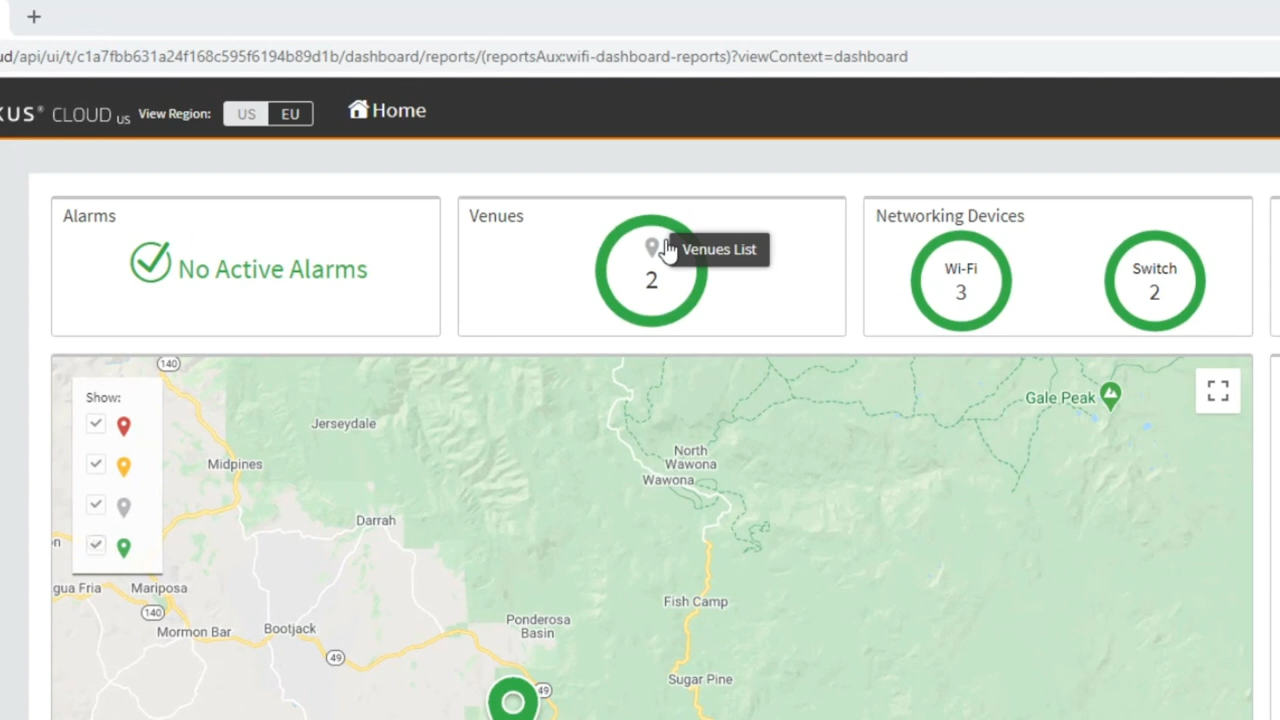 +
ud/api/ui/t/c1a7fbb631a24f168c595f6194b89d1b/dashboard/reports/(reportsAux:wifi-dashboard-reports)?viewContext=dashboard
KUS® CLOUD US View Region: US EU Home
Alarms
No Active Alarms
Venues
2
Venues List
Networking Devices
Wi-Fi
3
Switch
2
Show:
140
Jerseydale
Midpines
Darrah
North
Wawona
Wawona
Gale Peak
gua Fria
Mariposa
140
Mormon Bar
Bootjack
49
Ponderosa
Basin
Fish Camp
Sugar Pine
49
on